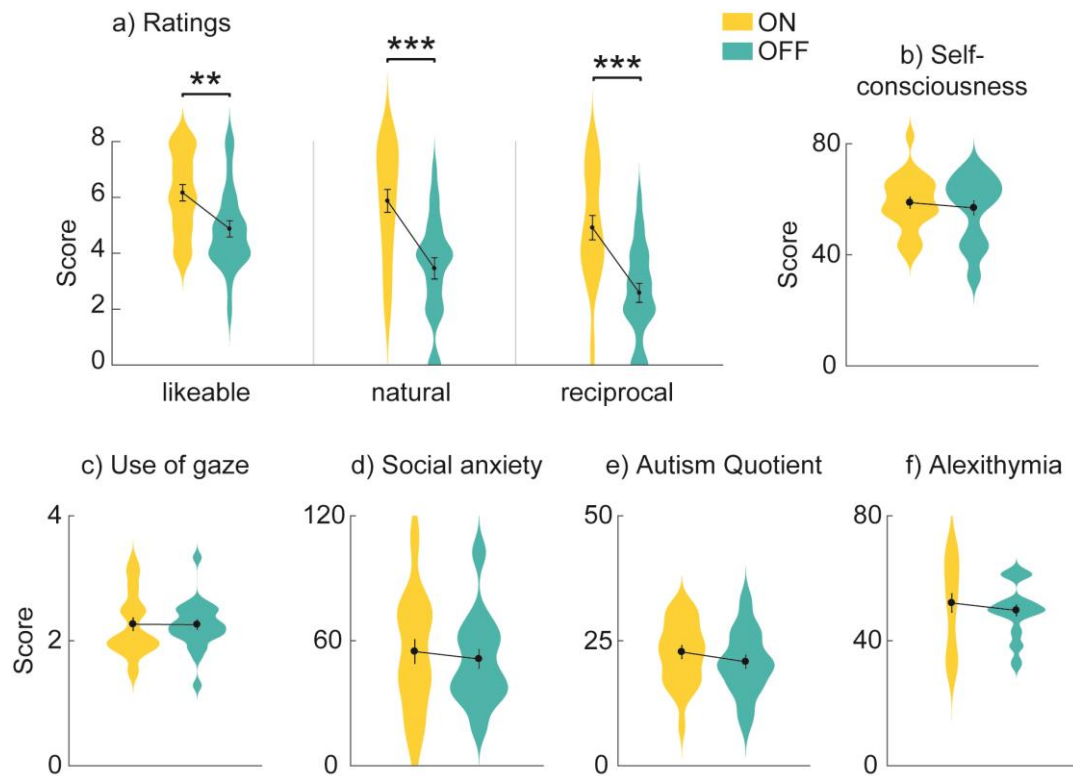 a) Ratings
ON
OFF
**
***
***
b) Self-
consciousness
Score
8
6
4
2
0
likeable
natural
reciprocal
Score
80
40
0
c) Use of gaze
d) Social anxiety
e) Autism Quotient
f) Alexithymia
Score
4
2
0
120
60
0
50
25
0
80
40
0